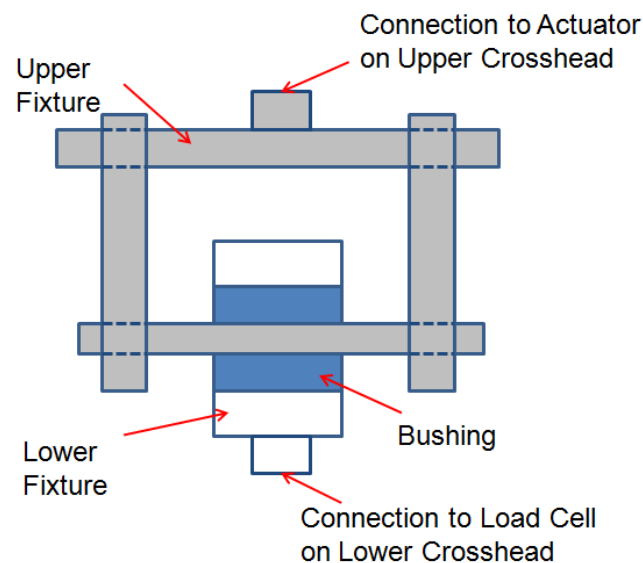 Connection to Actuator
on Upper Crosshead
Upper
Fixture
Bushing
Lower
Fixture
Connection to Load Cell
on Lower Crosshead